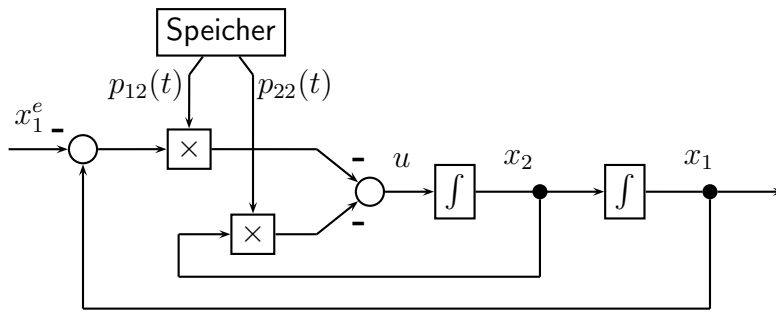 Speicher
p₁₂(t) p₂₂(t)
x₁ᵉ
-
×
-
u
∫
x₂
∫
x₁
×
-